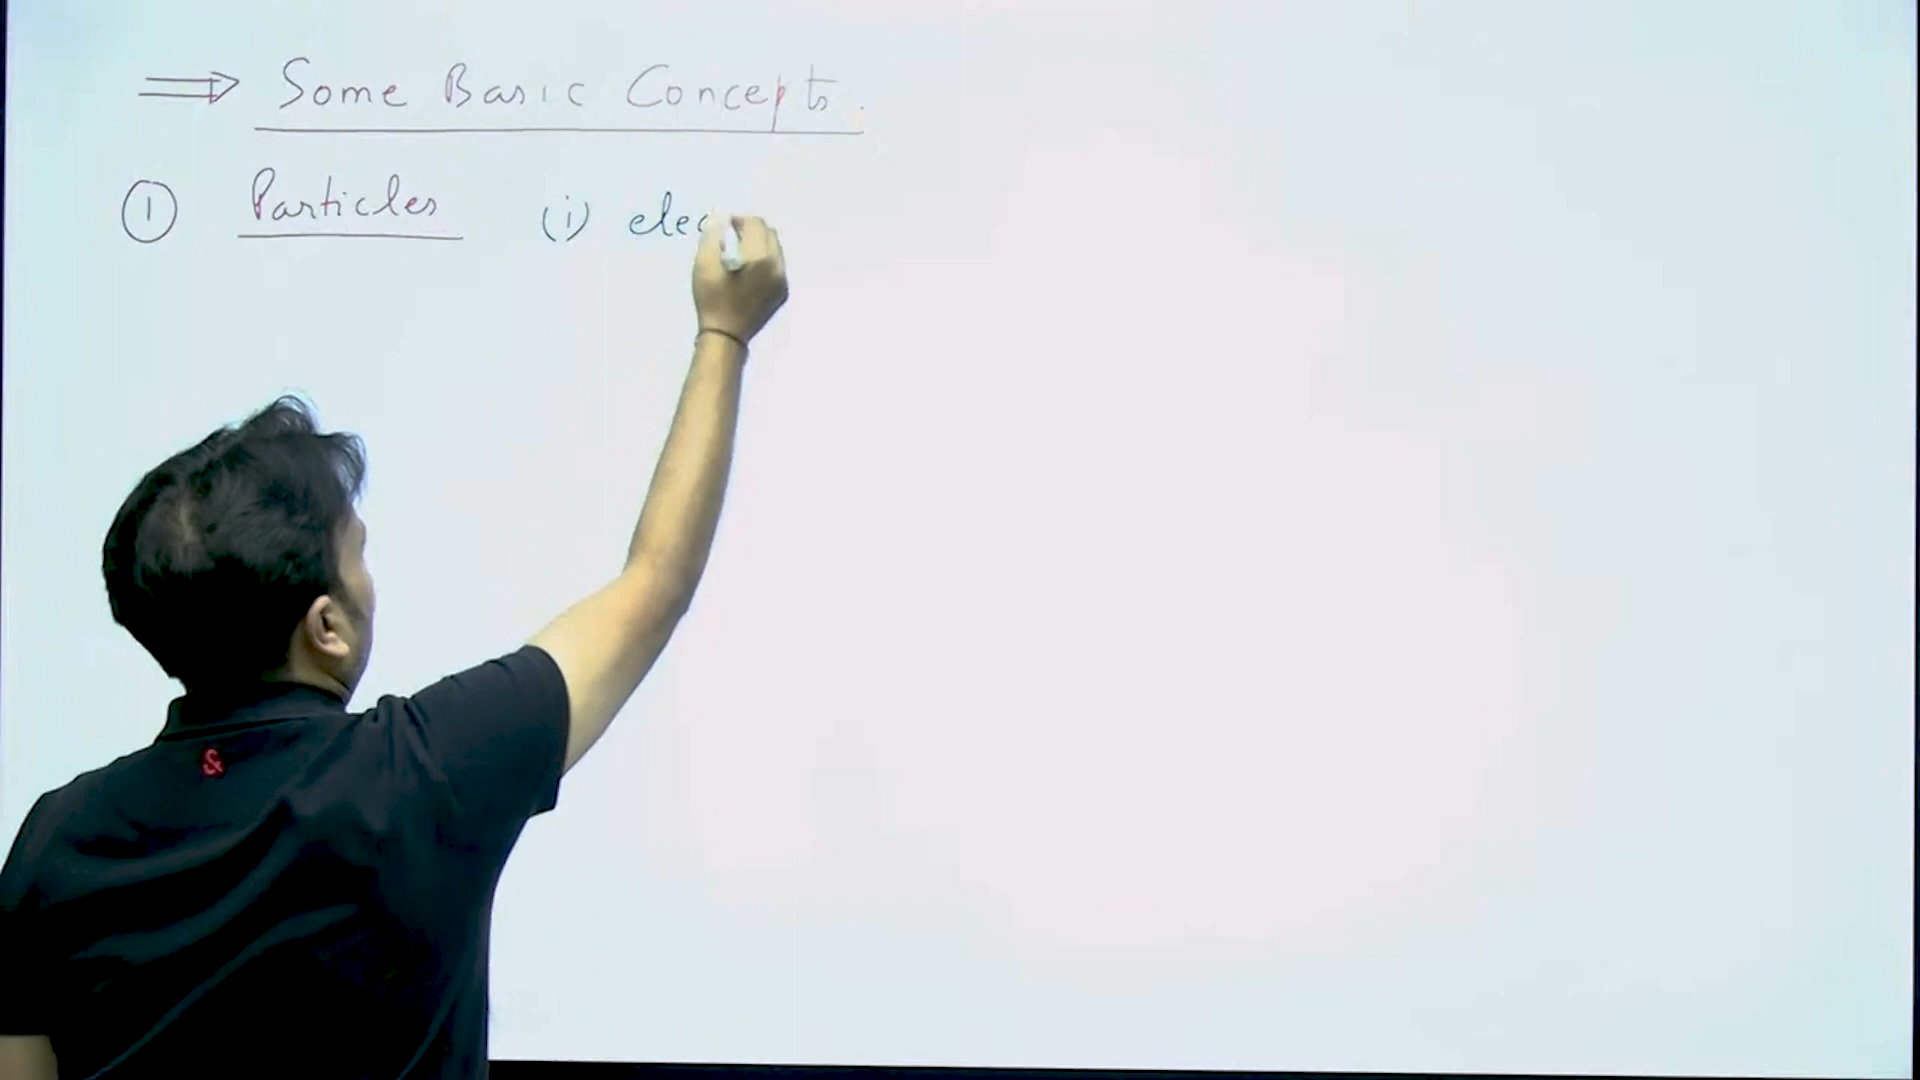 ⇒ Some Basic Concepts.
① Particles (i) elec
&